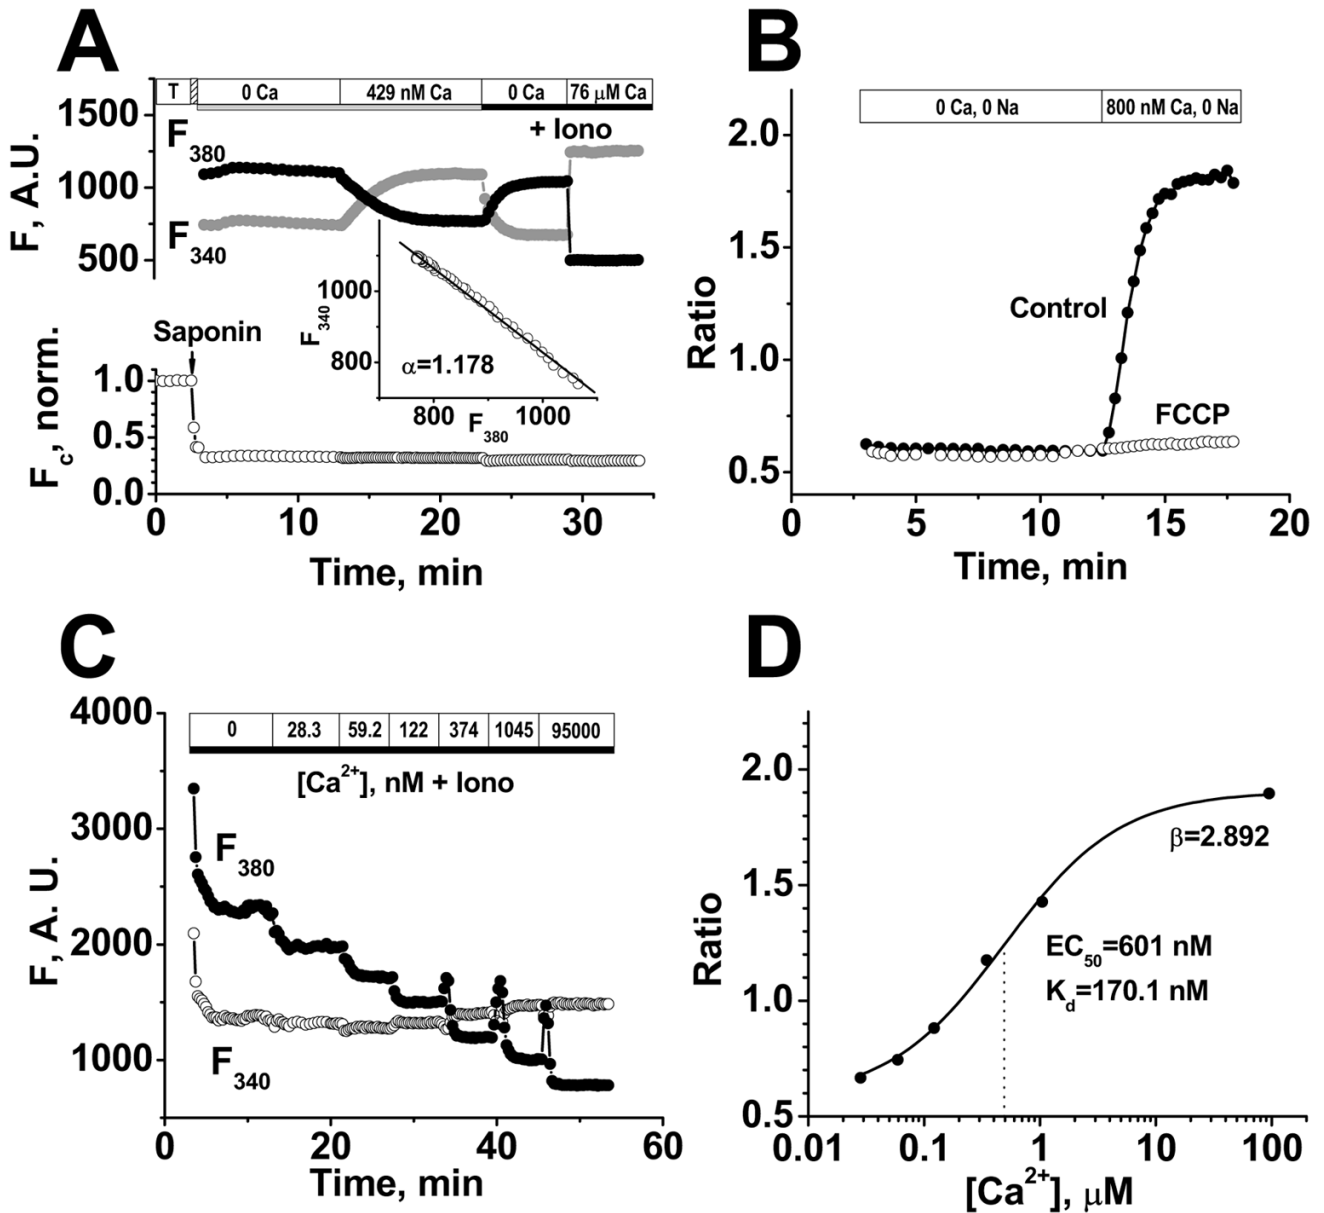 A
T
0 Ca
429 nM Ca
0 Ca
76 μM Ca
+ Iono
1500
1000
500
F, A.U.
F380
F340
1000
800
F340
α=1.178
800
1000
F380
Saponin
1.0
0.5
0.0
Fc, norm.
0
10
20
30
Time, min
B
0 Ca, 0 Na
800 nM Ca, 0 Na
2.0
1.5
1.0
0.5
Ratio
Control
FCCP
0
5
10
15
20
Time, min
C
4000
3000
2000
1000
F, A. U.
0
28.3
59.2
122
374
1045
95000
[Ca2+], nM + Iono
F380
F340
0
20
40
60
Time, min
D
2.0
1.5
1.0
0.5
Ratio
β=2.892
EC50=601 nM
Kd=170.1 nM
0.01
0.1
1
10
100
[Ca2+], μM